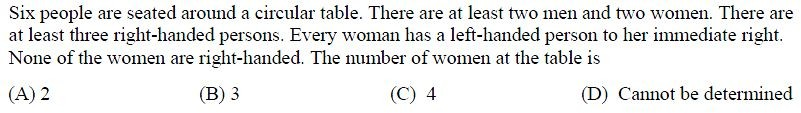 Six people are seated around a circular table. There are at least two men and two women. There are
at least three right-handed persons. Every woman has a left-handed person to her immediate right.
None of the women are right-handed. The number of women at the table is
(A) 2 (B) 3 (C) 4 (D) Cannot be determined